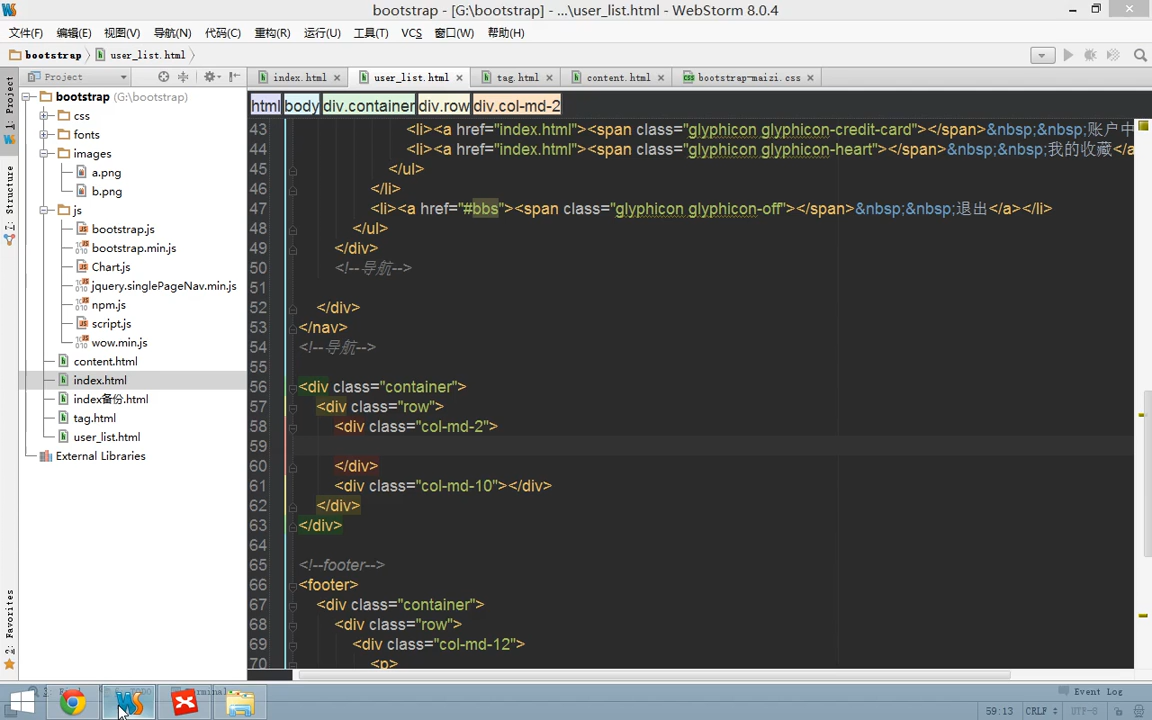 bootstrap - [G:\bootstrap] - ...\user_list.html - WebStorm 8.0.4
文件(F) 编辑(E) 视图(V) 导航(N) 代码(C) 重构(R) 运行(U) 工具(T) VCS 窗口(W) 帮助(H)
bootstrap user_list.html
Project
index.html user_list.html tag.html content.html bootstrap-maizi.css
1: Project
7: Structure
2: Favorites
bootstrap (G:\bootstrap)
css
fonts
images
a.png
b.png
js
bootstrap.js
bootstrap.min.js
Chart.js
jquery.singlePageNav.min.js
npm.js
script.js
wow.min.js
content.html
index.html
index备份.html
tag.html
user_list.html
External Libraries
html body div.container div.row div.col-md-2
43 <li><a href="index.html"><span class="glyphicon glyphicon-credit-card"></span>&nbsp;&nbsp;账户中
44 <li><a href="index.html"><span class="glyphicon glyphicon-heart"></span>&nbsp;&nbsp;我的收藏</a
45 </ul>
46 </li>
47 <li><a href="#bbs"><span class="glyphicon glyphicon-off"></span>&nbsp;&nbsp;退出</a></li>
48 </ul>
49 </div>
50 <!--导航-->
51
52 </div>
53 </nav>
54 <!--导航-->
55
56 <div class="container">
57 <div class="row">
58 <div class="col-md-2">
59
60 </div>
61 <div class="col-md-10"></div>
62 </div>
63 </div>
64
65 <!--footer-->
66 <footer>
67 <div class="container">
68 <div class="row">
69 <div class="col-md-12">
70 <p>
Event Log
59:13 CRLF UTF-8